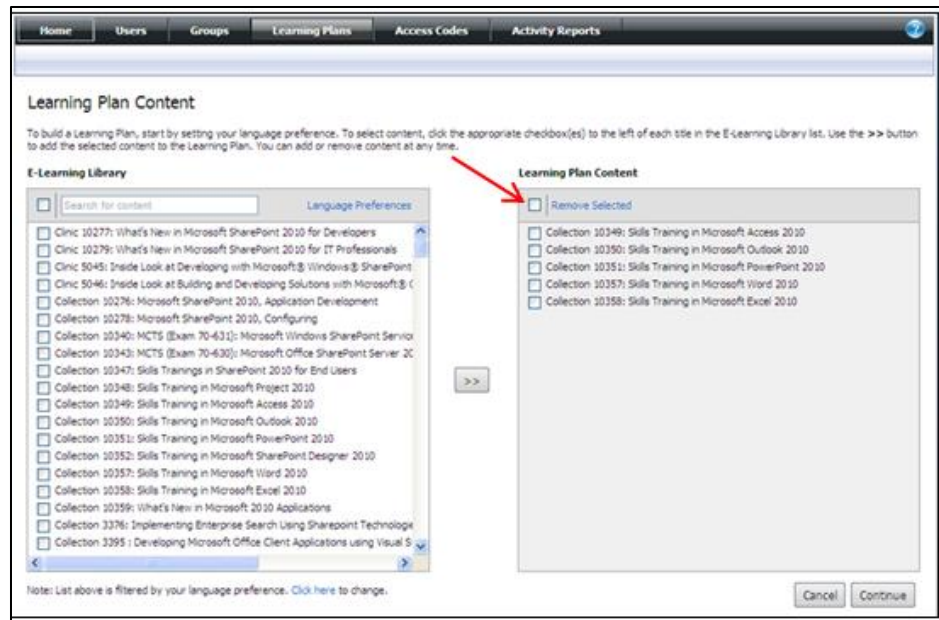 Home Users Groups Learning Plans Access Codes Activity Reports ?
Learning Plan Content
To build a Learning Plan, start by setting your language preference. To select content, click the appropriate checkbox(es) to the left of each title in the E-Learning Library list. Use the >> button
to add the selected content to the Learning Plan. You can add or remove content at any time.
E-Learning Library
Search for content Language Preferences
Clinic 10277: What's New in Microsoft SharePoint 2010 for Developers
Clinic 10279: What's New in Microsoft SharePoint 2010 for IT Professionals
Clinic 5045: Inside Look at Developing with Microsoft® Windows® SharePoint
Clinic 5046: Inside Look at Building and Developing Solutions with Microsoft® O
Collection 10276: Microsoft SharePoint 2010, Application Development
Collection 10278: Microsoft SharePoint 2010, Configuring
Collection 10340: MCTS (Exam 70-631): Microsoft Windows SharePoint Service
Collection 10343: MCTS (Exam 70-630): Microsoft Office SharePoint Server 20
Collection 10347: Skills Trainings in SharePoint 2010 for End Users
Collection 10348: Skills Training in Microsoft Project 2010
Collection 10349: Skills Training in Microsoft Access 2010
Collection 10350: Skills Training in Microsoft Outlook 2010
Collection 10351: Skills Training in Microsoft PowerPoint 2010
Collection 10352: Skills Training in Microsoft SharePoint Designer 2010
Collection 10357: Skills Training in Microsoft Word 2010
Collection 10358: Skills Training in Microsoft Excel 2010
Collection 10359: What's New in Microsoft 2010 Applications
Collection 3376: Implementing Enterprise Search Using Sharepoint Technologie
Collection 3395 : Developing Microsoft Office Client Applications using Visual S
>>
Learning Plan Content
Remove Selected
Collection 10349: Skills Training in Microsoft Access 2010
Collection 10350: Skills Training in Microsoft Outlook 2010
Collection 10351: Skills Training in Microsoft PowerPoint 2010
Collection 10357: Skills Training in Microsoft Word 2010
Collection 10358: Skills Training in Microsoft Excel 2010
Note: List above is filtered by your language preference. Click here to change.
Cancel Continue